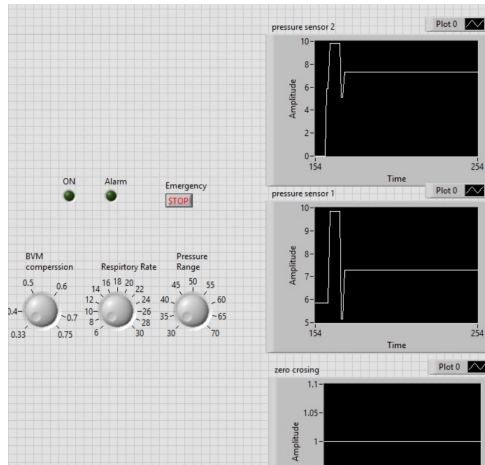 pressure sensor 2
Plot 0
10-
8-
6-
4-
2-
0-
Amplitude
154
254
Time
ON
Alarm
Emergency
STOP
pressure sensor 1
Plot 0
10-
9-
8-
7-
6-
5-
Amplitude
154
254
Time
BVM
comperssion
0.33
0.4-
0.5
0.6
-0.7
0.75
Respirtory Rate
6
8-
10-
12
14
16
18
20
22
-24
-26
-28
30
Pressure
Range
30
35-
40
45
50
55
60
-65
70
zero crosing
Plot 0
1.1-
1.05-
1-
Amplitude